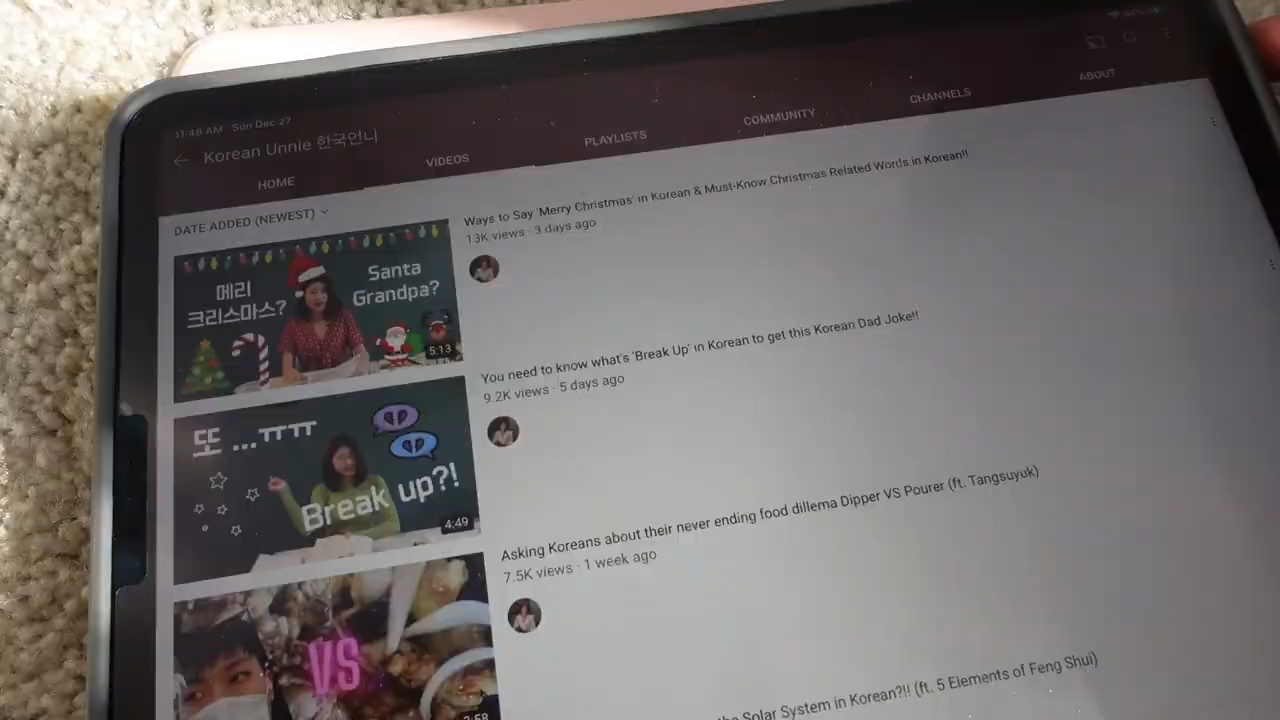 11:48 AM Sun Dec 27
Korean Unnie 한국언니
HOME VIDEOS PLAYLISTS COMMUNITY CHANNELS ABOUT
DATE ADDED (NEWEST)
메리
크리스마스?
Santa
Grandpa?
5:13
Ways to Say 'Merry Christmas' in Korean & Must-Know Christmas Related Words in Korean!!
13K views · 3 days ago
또 ...ㅠㅠ
Break up?!
4:49
You need to know what's 'Break Up' in Korean to get this Korean Dad Joke!!
9.2K views · 5 days ago
VS
Asking Koreans about their never ending food dillema Dipper VS Pourer (ft. Tangsuyuk)
7.5K views · 1 week ago
Solar System in Korean?!! (ft. 5 Elements of Feng Shui)